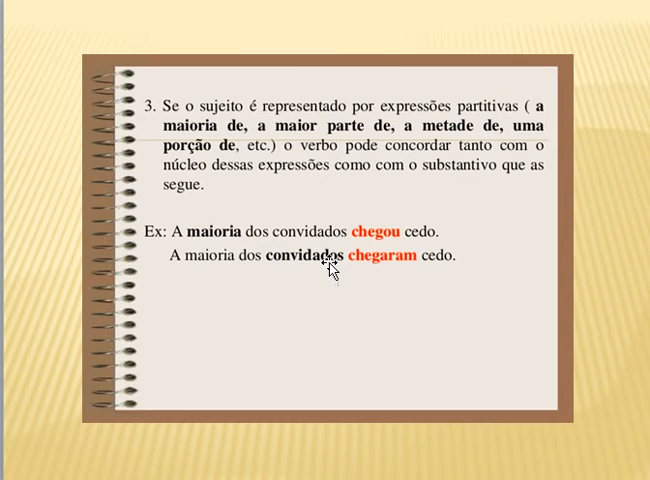 3. Se o sujeito é representado por expressões partitivas ( a
maioria de, a maior parte de, a metade de, uma
porção de, etc.) o verbo pode concordar tanto com o
núcleo dessas expressões como com o substantivo que as
segue.
Ex: A maioria dos convidados chegou cedo.
A maioria dos convidados chegaram cedo.